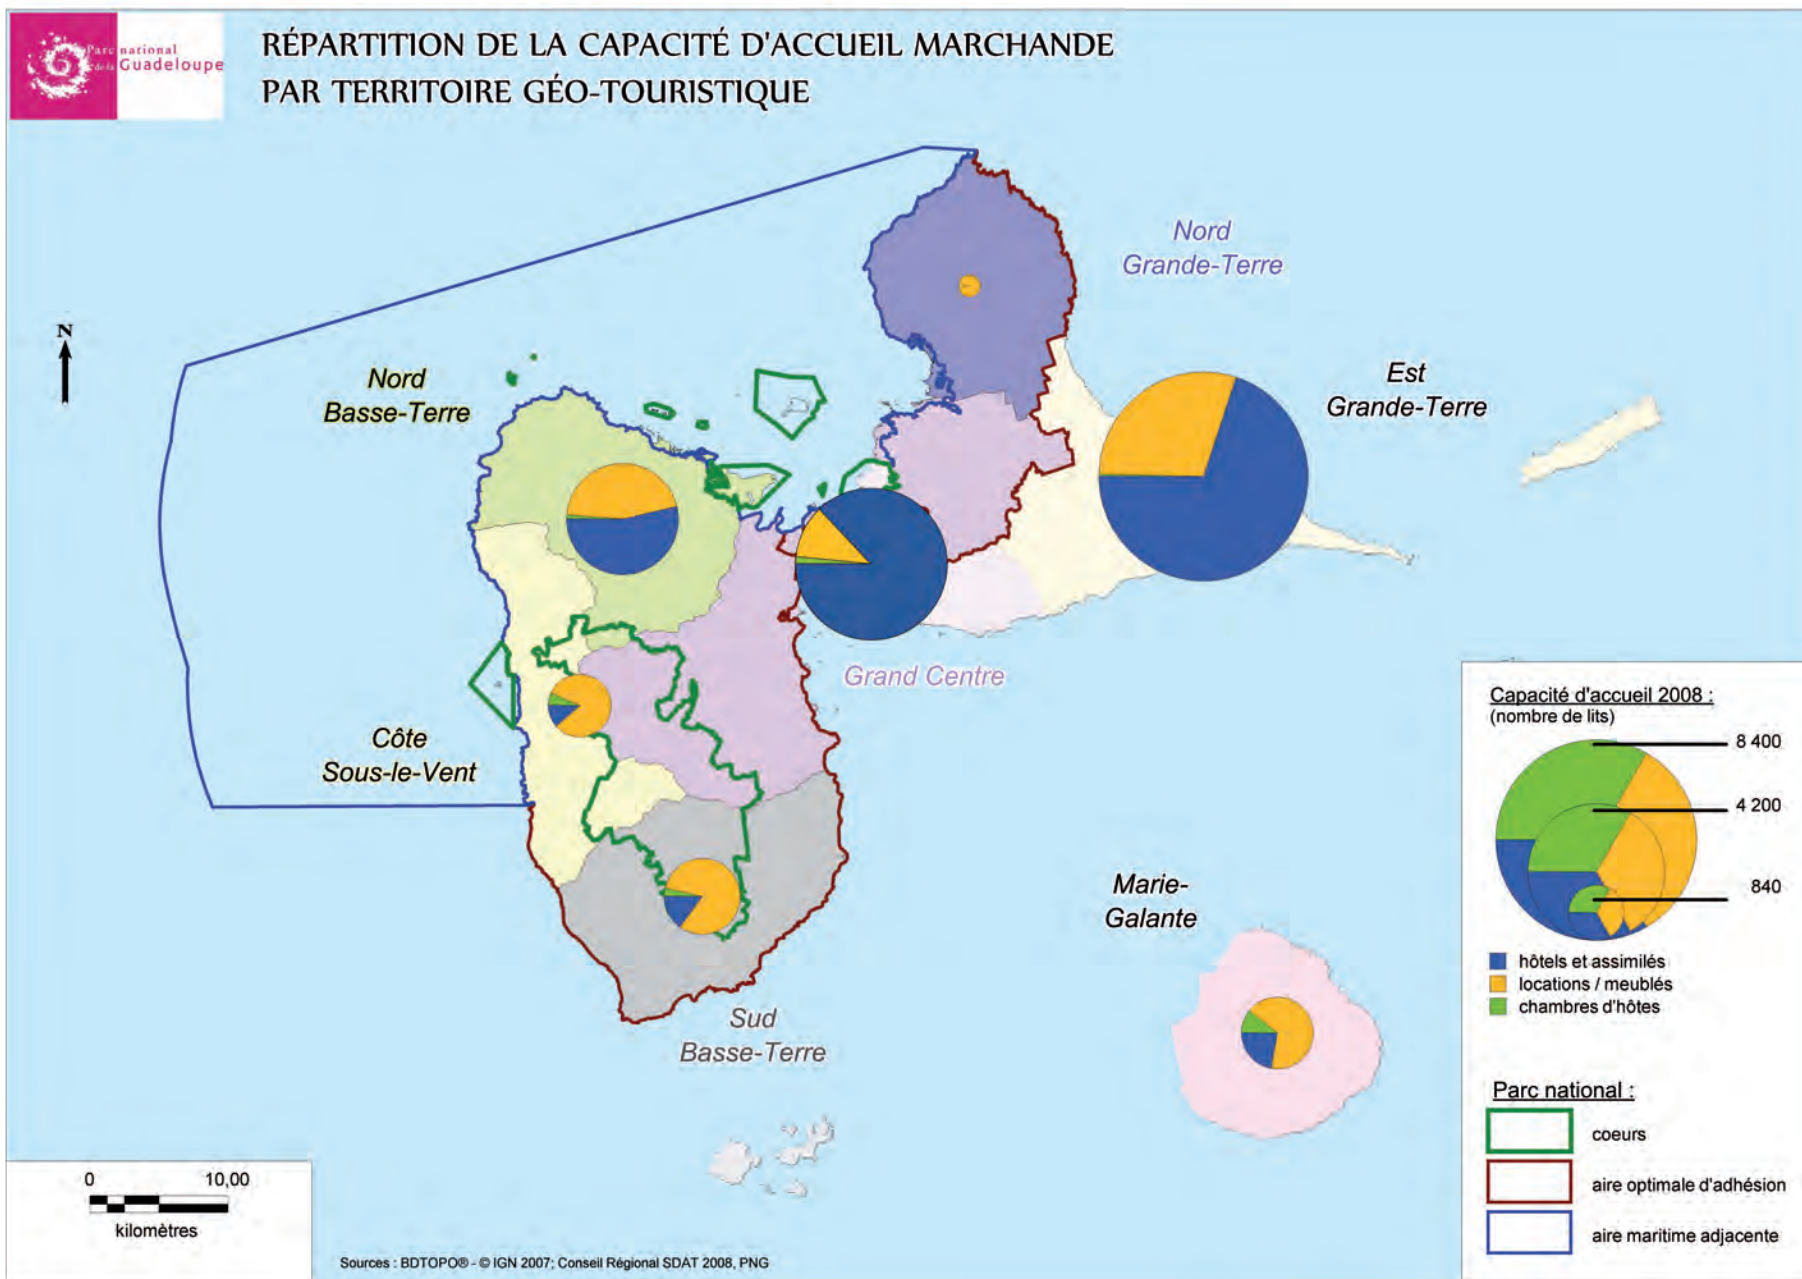 Parc national
de la Guadeloupe
RÉPARTITION DE LA CAPACITÉ D'ACCUEIL MARCHANDE
PAR TERRITOIRE GÉO-TOURISTIQUE
N
Nord
Grande-Terre
Nord
Basse-Terre
Est
Grande-Terre
Grand Centre
Côte
Sous-le-Vent
Marie-
Galante
Sud
Basse-Terre
Capacité d'accueil 2008 :
(nombre de lits)
8 400
4 200
840
hôtels et assimilés
locations / meublés
chambres d'hôtes
Parc national :
coeurs
aire optimale d'adhésion
aire maritime adjacente
0 10,00
kilomètres
Sources : BDTOPO® - © IGN 2007; Conseil Régional SDAT 2008, PNG